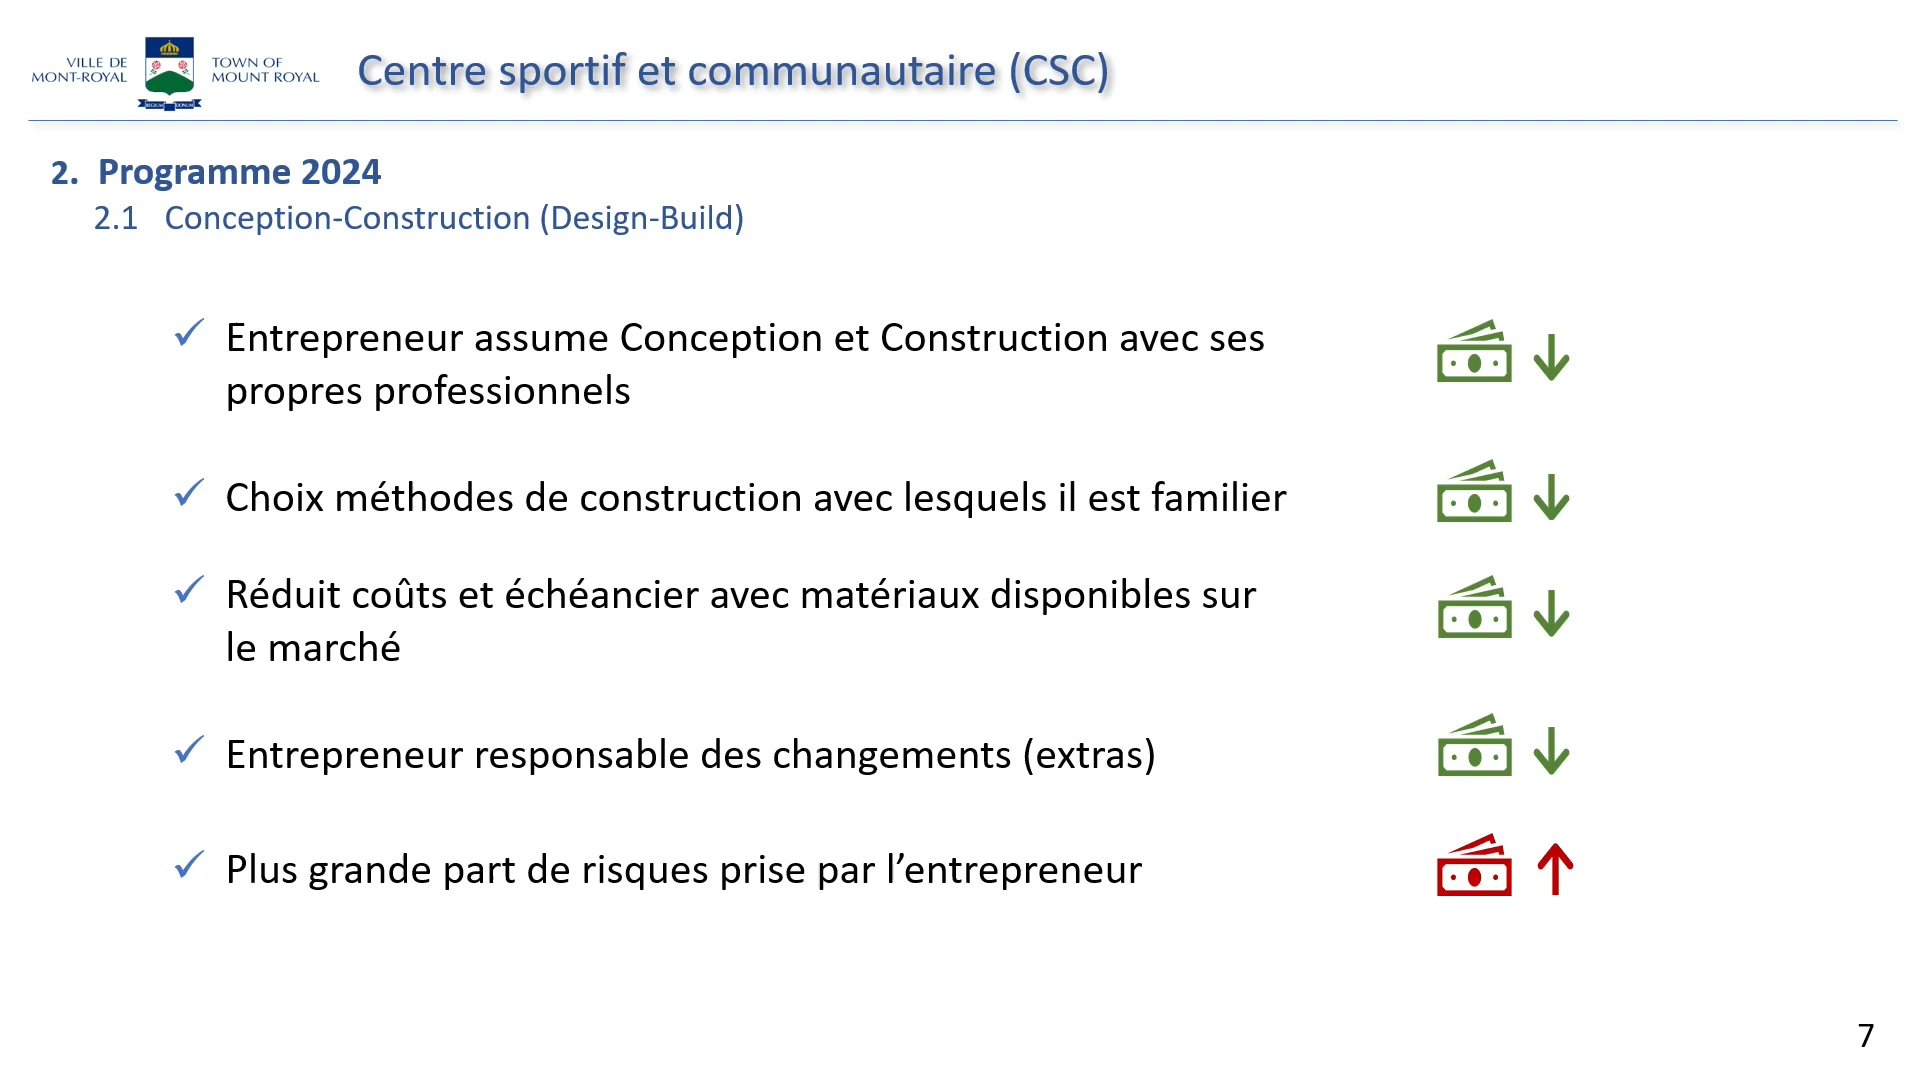 VILLE DE
MONT-ROYAL
TOWN OF
MOUNT ROYAL
REGIUM DONUM
Centre sportif et communautaire (CSC)
2. Programme 2024
2.1 Conception-Construction (Design-Build)
✓ Entrepreneur assume Conception et Construction avec ses
propres professionnels
✓ Choix méthodes de construction avec lesquels il est familier
✓ Réduit coûts et échéancier avec matériaux disponibles sur
le marché
✓ Entrepreneur responsable des changements (extras)
✓ Plus grande part de risques prise par l’entrepreneur
7